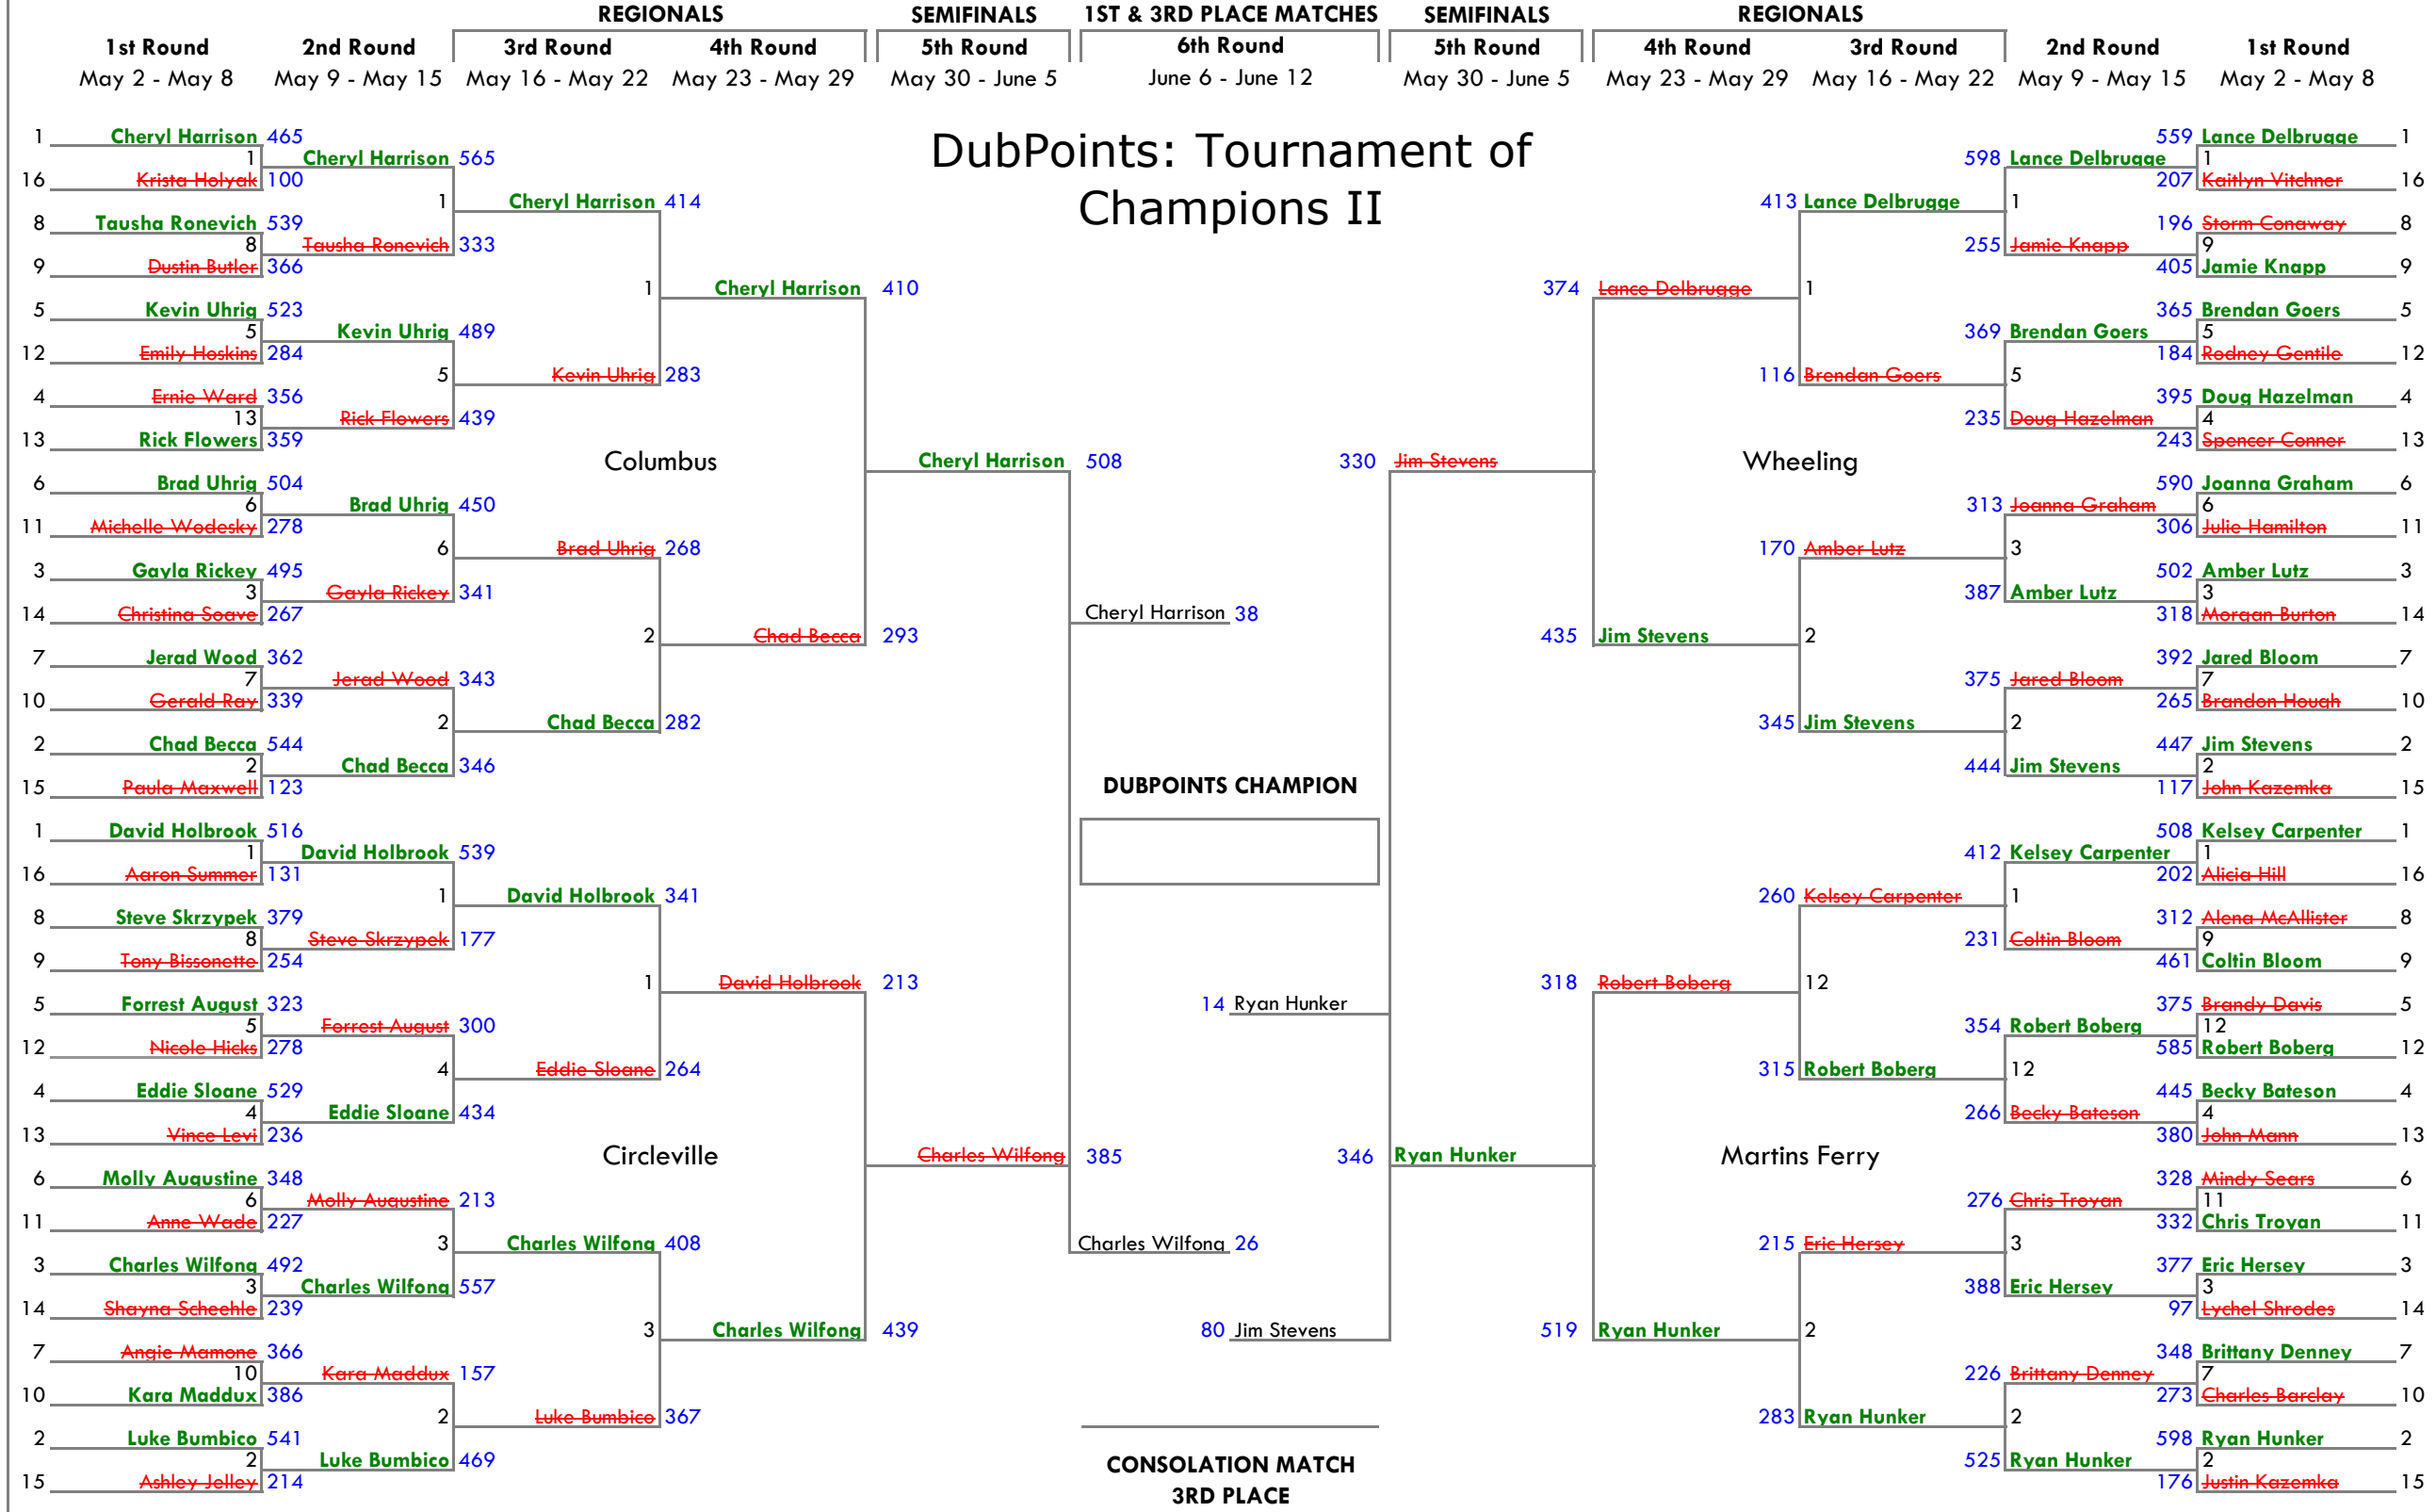 REGIONALS SEMIFINALS 1ST & 3RD PLACE MATCHES SEMIFINALS REGIONALS
1st Round 2nd Round 3rd Round 4th Round 5th Round 6th Round 5th Round 4th Round 3rd Round 2nd Round 1st Round
May 2 - May 8 May 9 - May 15 May 16 - May 22 May 23 - May 29 May 30 - June 5 June 6 - June 12 May 30 - June 5 May 23 - May 29 May 16 - May 22 May 9 - May 15 May 2 - May 8
DubPoints: Tournament of
Champions II
1 Cheryl Harrison 465 559 Lance Delbrugge 1
1 Cheryl Harrison 565 598 Lance Delbrugge 1
16 Krista Holyak 100 207 Kaitlyn Vitchner 16
1 Cheryl Harrison 414 413 Lance Delbrugge 1
8 Tausha Ronevich 539 196 Storm Conaway 8
8 Tausha Ronevich 333 255 Jamie Knapp 9
9 Dustin Butler 366 405 Jamie Knapp 9
1 Cheryl Harrison 410 374 Lance Delbrugge 1
5 Kevin Uhrig 523 365 Brendan Goers 5
5 Kevin Uhrig 489 369 Brendan Goers 5
12 Emily Hoskins 284 184 Rodney Gentile 12
5 Kevin Uhrig 283 116 Brendan Goers 5
4 Ernie Ward 356 395 Doug Hazelman 4
13 Rick Flowers 439 235 Doug Hazelman 4
13 Rick Flowers 359 243 Spencer Conner 13
Columbus Cheryl Harrison 508 330 Jim Stevens Wheeling
6 Brad Uhrig 504 590 Joanna Graham 6
6 Brad Uhrig 450 313 Joanna Graham 6
11 Michelle Wodesky 278 306 Julie Hamilton 11
6 Brad Uhrig 268 170 Amber Lutz 3
3 Gayla Rickey 495 502 Amber Lutz 3
3 Gayla Rickey 341 387 Amber Lutz 3
14 Christina Soave 267 Cheryl Harrison 38 318 Morgan Burton 14
2 Chad Becca 293 435 Jim Stevens 2
7 Jerad Wood 362 392 Jared Bloom 7
7 Jerad Wood 343 375 Jared Bloom 7
10 Gerald Ray 339 265 Brandon Hough 10
2 Chad Becca 282 345 Jim Stevens 2
2 Chad Becca 544 447 Jim Stevens 2
2 Chad Becca 346 444 Jim Stevens 2
15 Paula Maxwell 123 DUBPOINTS CHAMPION 117 John Kazemka 15
1 David Holbrook 516 508 Kelsey Carpenter 1
1 David Holbrook 539 412 Kelsey Carpenter 1
16 Aaron Summer 131 202 Alicia Hill 16
1 David Holbrook 341 260 Kelsey Carpenter 1
8 Steve Skrzypek 379 312 Alena McAllister 8
8 Steve Skrzypek 177 231 Coltin Bloom 9
9 Tony Bissonette 254 461 Coltin Bloom 9
1 David Holbrook 213 318 Robert Boberg 12
5 Forrest August 323 14 Ryan Hunker 375 Brandy Davis 5
5 Forrest August 300 354 Robert Boberg 12
12 Nicole Hicks 278 585 Robert Boberg 12
4 Eddie Sloane 264 315 Robert Boberg 12
4 Eddie Sloane 529 445 Becky Bateson 4
4 Eddie Sloane 434 266 Becky Bateson 4
13 Vince Levi 236 380 John Mann 13
Circleville Charles Wilfong 385 346 Ryan Hunker Martins Ferry
6 Molly Augustine 348 328 Mindy Sears 6
6 Molly Augustine 213 276 Chris Troyan 11
11 Anne Wade 227 332 Chris Troyan 11
3 Charles Wilfong 408 Charles Wilfong 26 215 Eric Hersey 3
3 Charles Wilfong 492 377 Eric Hersey 3
3 Charles Wilfong 557 388 Eric Hersey 3
14 Shayna Scheehle 239 97 Lychel Shrodes 14
3 Charles Wilfong 439 80 Jim Stevens 519 Ryan Hunker 2
7 Angie Mamone 366 348 Brittany Denney 7
10 Kara Maddux 157 226 Brittany Denney 7
10 Kara Maddux 386 273 Charles Barclay 10
2 Luke Bumbico 367 283 Ryan Hunker 2
2 Luke Bumbico 541 598 Ryan Hunker 2
2 Luke Bumbico 469 525 Ryan Hunker 2
15 Ashley Jelley 214 176 Justin Kazemka 15
CONSOLATION MATCH
3RD PLACE